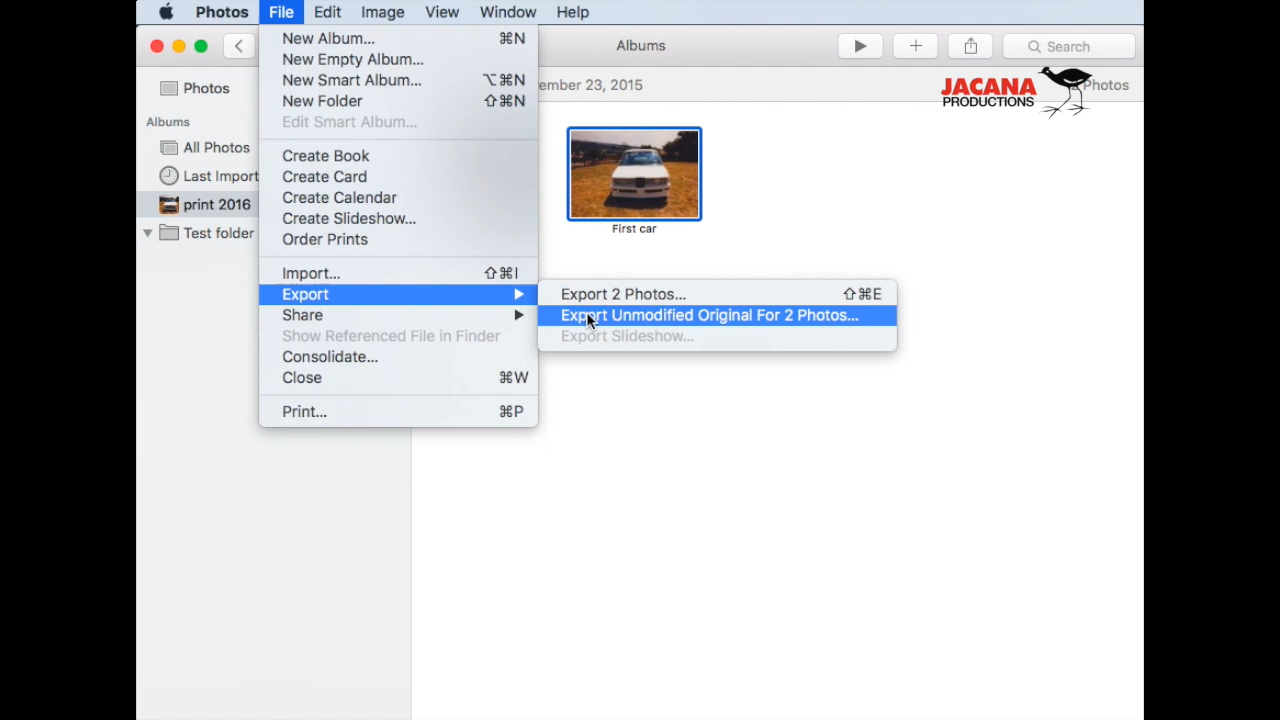 Photos File Edit Image View Window Help
Albums
Search
JACANA
PRODUCTIONS
ember 23, 2015
Photos
Photos
Albums
All Photos
Last Import
print 2016
Test folder
New Album... ⌘N
New Empty Album...
New Smart Album... ⌥⌘N
New Folder ⇧⌘N
Edit Smart Album...
Create Book
Create Card
Create Calendar
Create Slideshow...
Order Prints
Import... ⇧⌘I
Export
Share
Show Referenced File in Finder
Consolidate...
Close ⌘W
Print... ⌘P
Export 2 Photos... ⇧⌘E
Export Unmodified Original For 2 Photos...
Export Slideshow...
First car